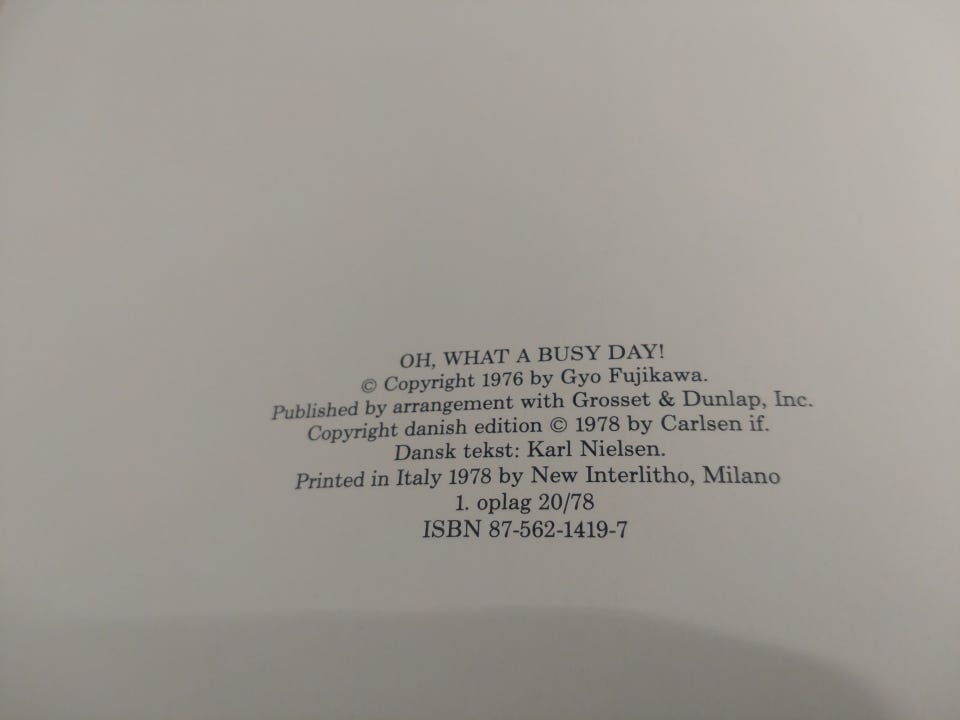 OH, WHAT A BUSY DAY!
© Copyright 1976 by Gyo Fujikawa.
Published by arrangement with Grosset & Dunlap, Inc.
Copyright danish edition © 1978 by Carlsen if.
Dansk tekst: Karl Nielsen.
Printed in Italy 1978 by New Interlitho, Milano
1. oplag 20/78
ISBN 87-562-1419-7